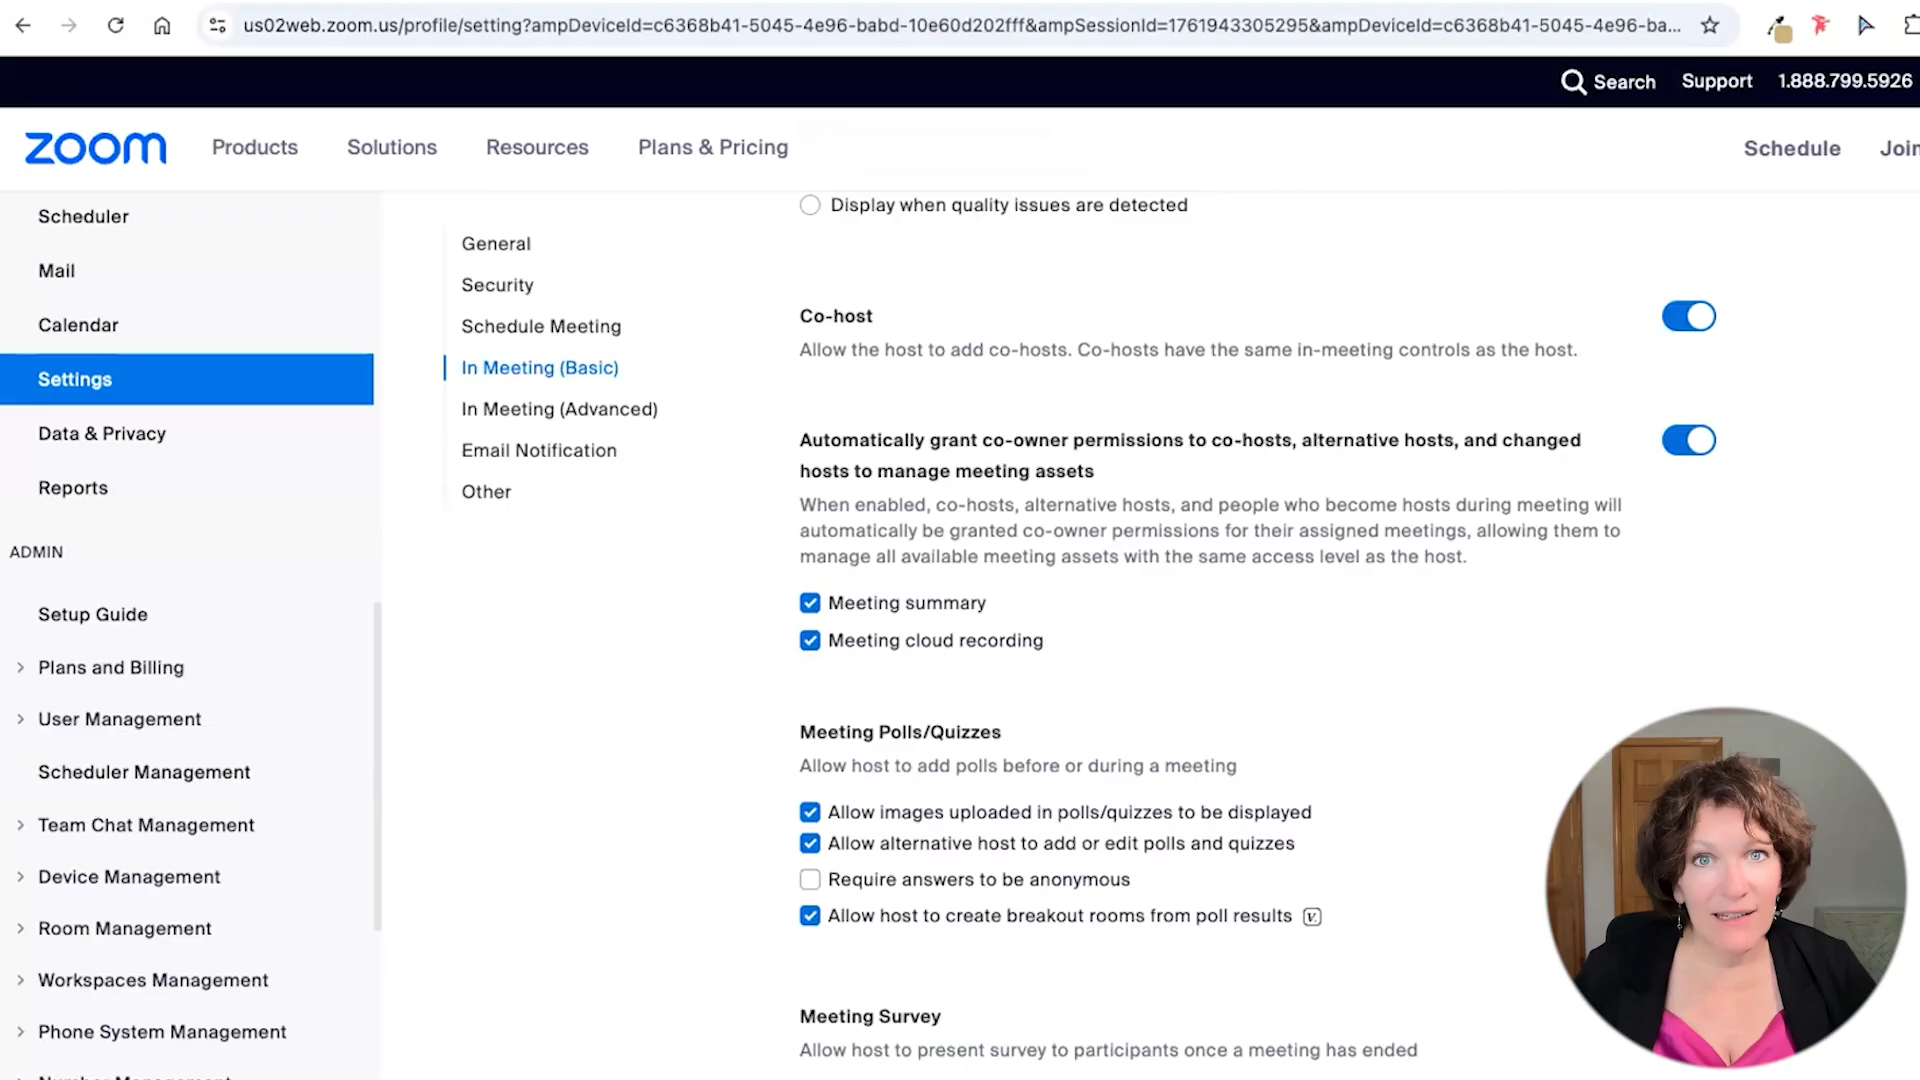 us02web.zoom.us/profile/setting?ampDeviceId=c6368b41-5045-4e96-babd-10e60d202fff&ampSessionId=1761943305295&ampDeviceId=c6368b41-5045-4e96-ba...
Search Support 1.888.799.5926
zoom Products Solutions Resources Plans & Pricing Schedule Join
Scheduler
Mail
Calendar
Settings
Data & Privacy
Reports
ADMIN
Setup Guide
Plans and Billing
User Management
Scheduler Management
Team Chat Management
Device Management
Room Management
Workspaces Management
Phone System Management
Number Management
General
Security
Schedule Meeting
In Meeting (Basic)
In Meeting (Advanced)
Email Notification
Other
Display when quality issues are detected
Co-host
Allow the host to add co-hosts. Co-hosts have the same in-meeting controls as the host.
Automatically grant co-owner permissions to co-hosts, alternative hosts, and changed
hosts to manage meeting assets
When enabled, co-hosts, alternative hosts, and people who become hosts during meeting will
automatically be granted co-owner permissions for their assigned meetings, allowing them to
manage all available meeting assets with the same access level as the host.
Meeting summary
Meeting cloud recording
Meeting Polls/Quizzes
Allow host to add polls before or during a meeting
Allow images uploaded in polls/quizzes to be displayed
Allow alternative host to add or edit polls and quizzes
Require answers to be anonymous
Allow host to create breakout rooms from poll results
Meeting Survey
Allow host to present survey to participants once a meeting has ended